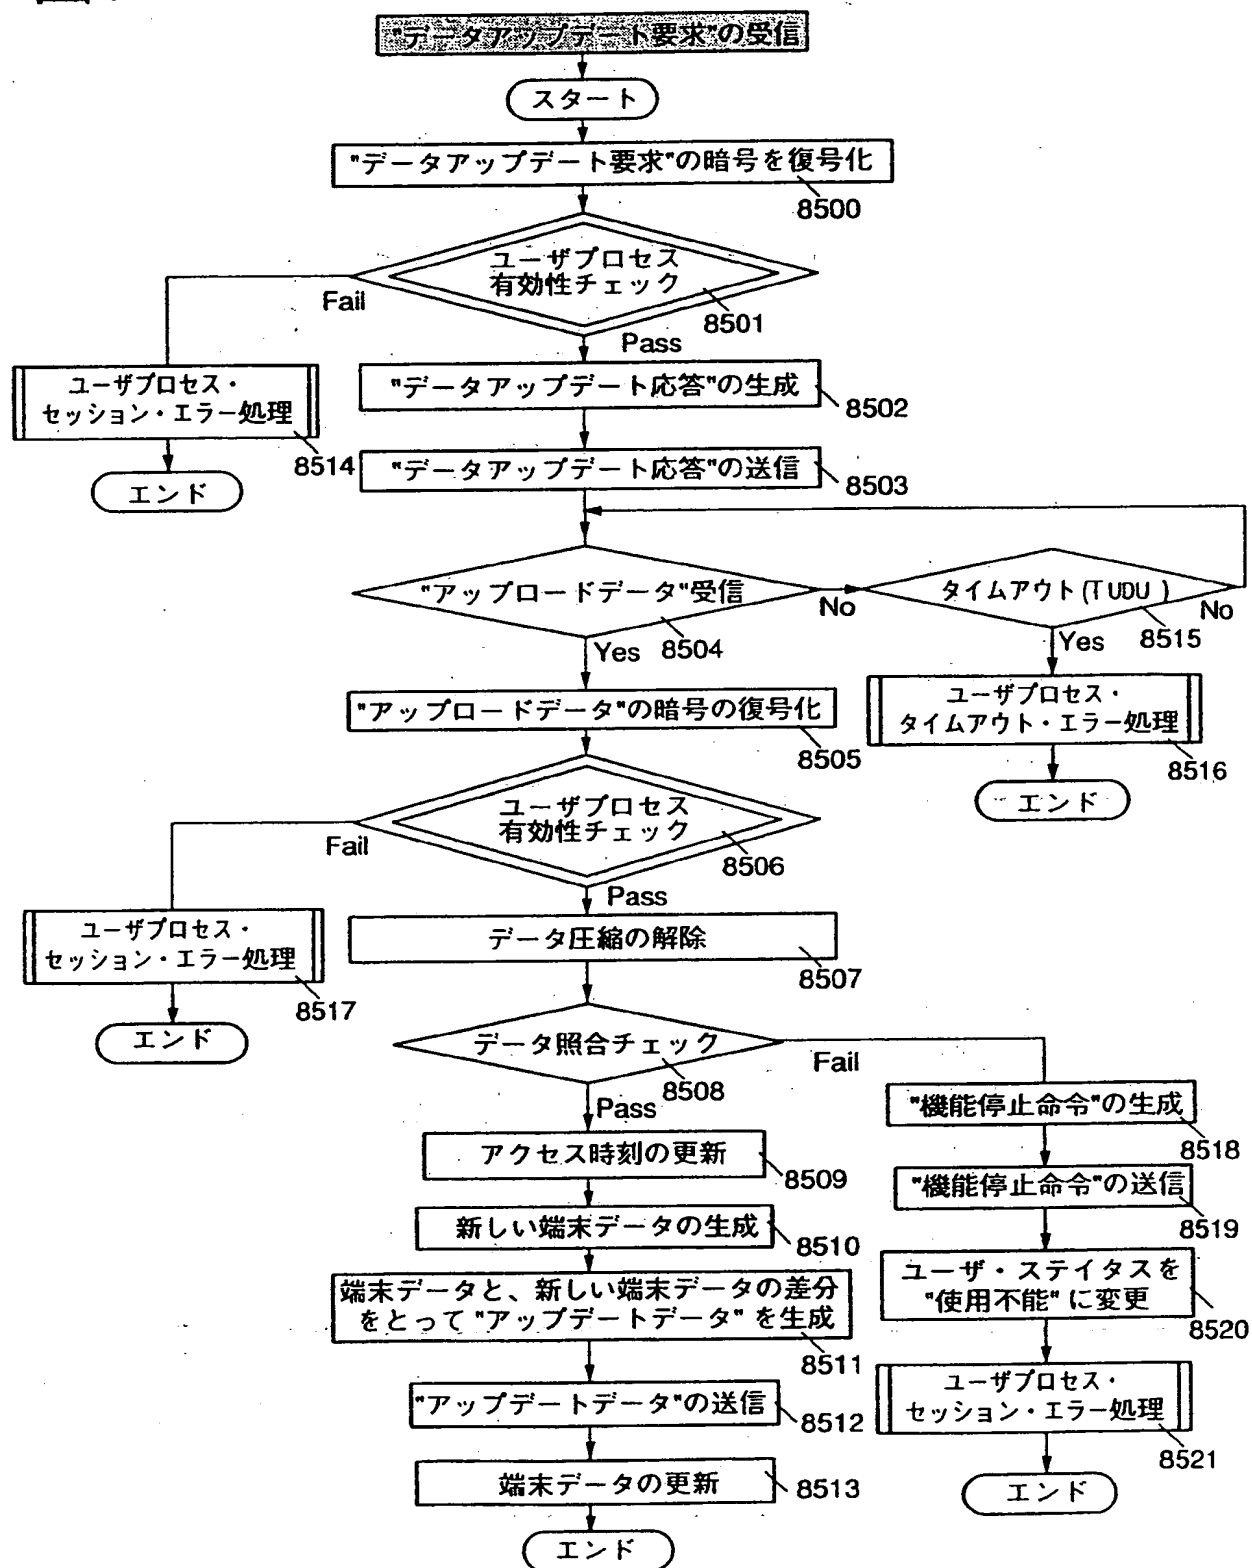 "データアップデート要求"の受信
スタート
"データアップデート要求"の暗号を復号化
8500
ユーザプロセス
有効性チェック
8501
Fail
Pass
ユーザプロセス・
セッション・エラー処理
8514
エンド
"データアップデート応答"の生成
8502
"データアップデート応答"の送信
8503
"アップロードデータ"受信
8504
No
Yes
タイムアウト(TUDU)
8515
No
Yes
ユーザプロセス・
タイムアウト・エラー処理
8516
エンド
"アップロードデータ"の暗号の復号化
8505
ユーザプロセス
有効性チェック
8506
Fail
Pass
ユーザプロセス・
セッション・エラー処理
8517
エンド
データ圧縮の解除
8507
データ照合チェック
8508
Fail
Pass
アクセス時刻の更新
8509
新しい端末データの生成
8510
端末データと、新しい端末データの差分
をとって"アップデートデータ"を生成
8511
"アップデートデータ"の送信
8512
端末データの更新
8513
エンド
"機能停止命令"の生成
8518
"機能停止命令"の送信
8519
ユーザ・ステイタスを
"使用不能"に変更
8520
ユーザプロセス・
セッション・エラー処理
8521
エンド